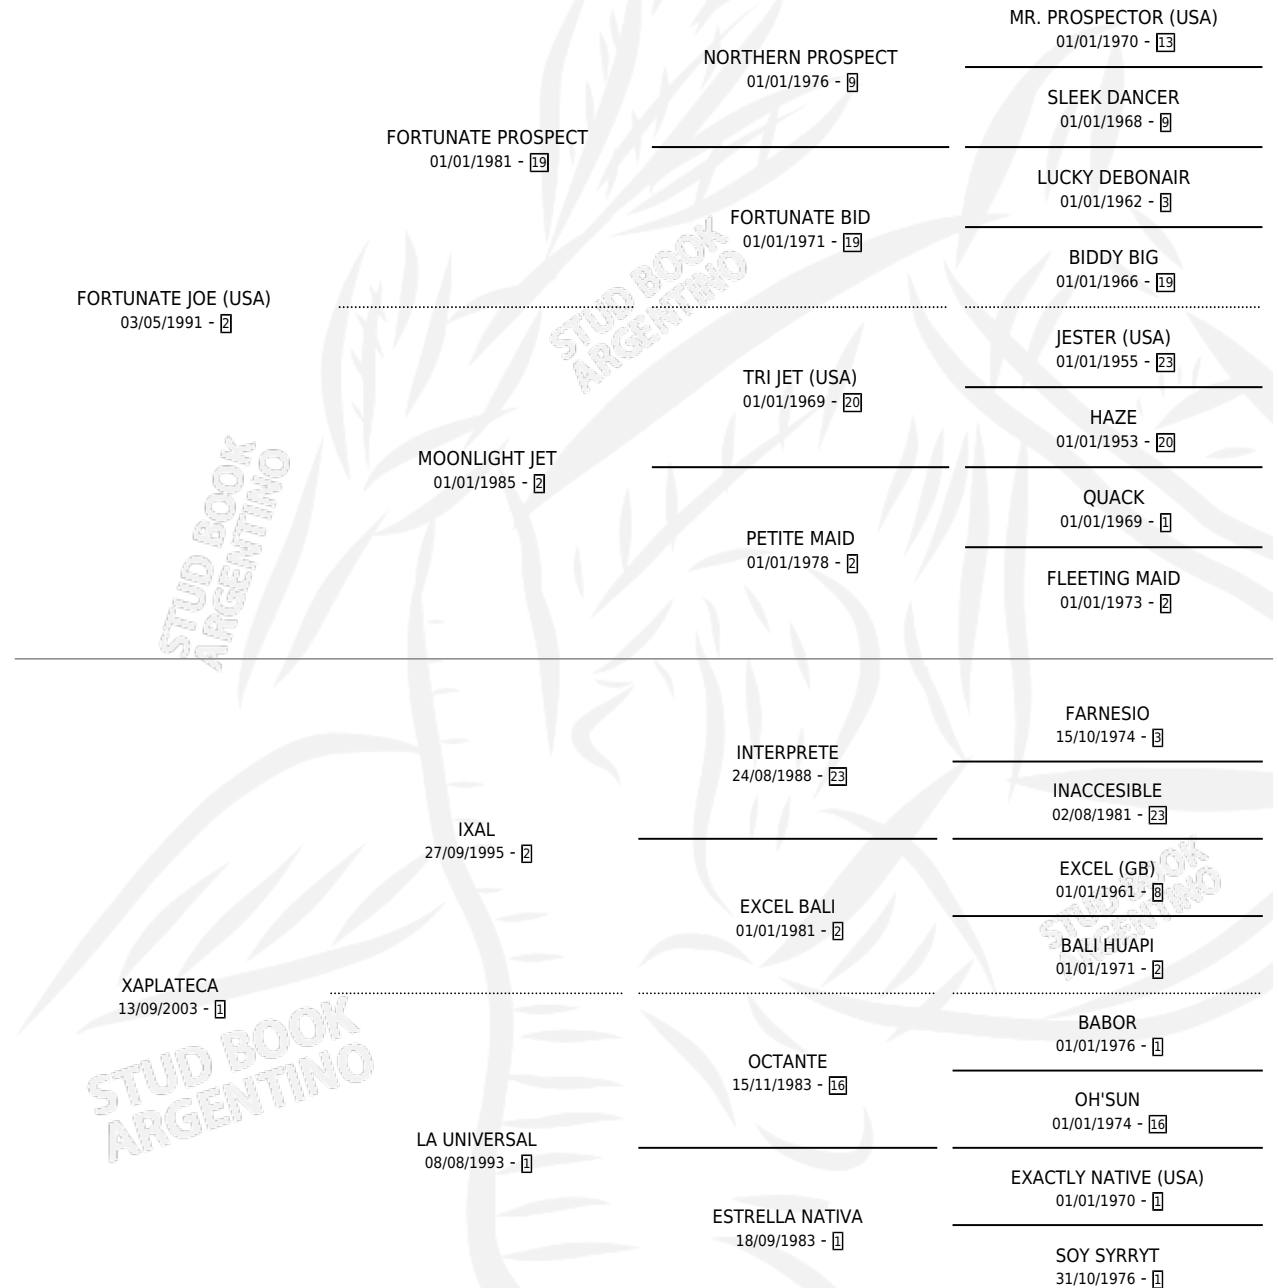 MR. PROSPECTOR (USA)
01/01/1970 - 13
NORTHERN PROSPECT
01/01/1976 - 9
SLEEK DANCER
01/01/1968 - 9
FORTUNATE PROSPECT
01/01/1981 - 19
LUCKY DEBONAIR
01/01/1962 - 3
FORTUNATE BID
01/01/1971 - 19
BIDDY BIG
01/01/1966 - 19
FORTUNATE JOE (USA)
03/05/1991 - 2
STUD BOOK
ARGENTINO
JESTER (USA)
01/01/1955 - 23
TRI JET (USA)
01/01/1969 - 20
HAZE
01/01/1953 - 20
MOONLIGHT JET
01/01/1985 - 2
QUACK
01/01/1969 - 1
PETITE MAID
01/01/1978 - 2
FLEETING MAID
01/01/1973 - 2
STUD BOOK
ARGENTINO
FARNESIO
15/10/1974 - 3
INTERPRETE
24/08/1988 - 23
INACCESIBLE
02/08/1981 - 23
IXAL
27/09/1995 - 2
EXCEL (GB)
01/01/1961 - 8
EXCEL BALI
01/01/1981 - 2
BALI HUAPI
01/01/1971 - 2
STUD BOOK
ARGENTINO
XAPLATECA
13/09/2003 - 1
BABOR
01/01/1976 - 1
OCTANTE
15/11/1983 - 16
OH'SUN
01/01/1974 - 16
STUD BOOK
ARGENTINO
LA UNIVERSAL
08/08/1993 - 1
EXACTLY NATIVE (USA)
01/01/1970 - 1
ESTRELLA NATIVA
18/09/1983 - 1
SOY SYRRYT
31/10/1976 - 1